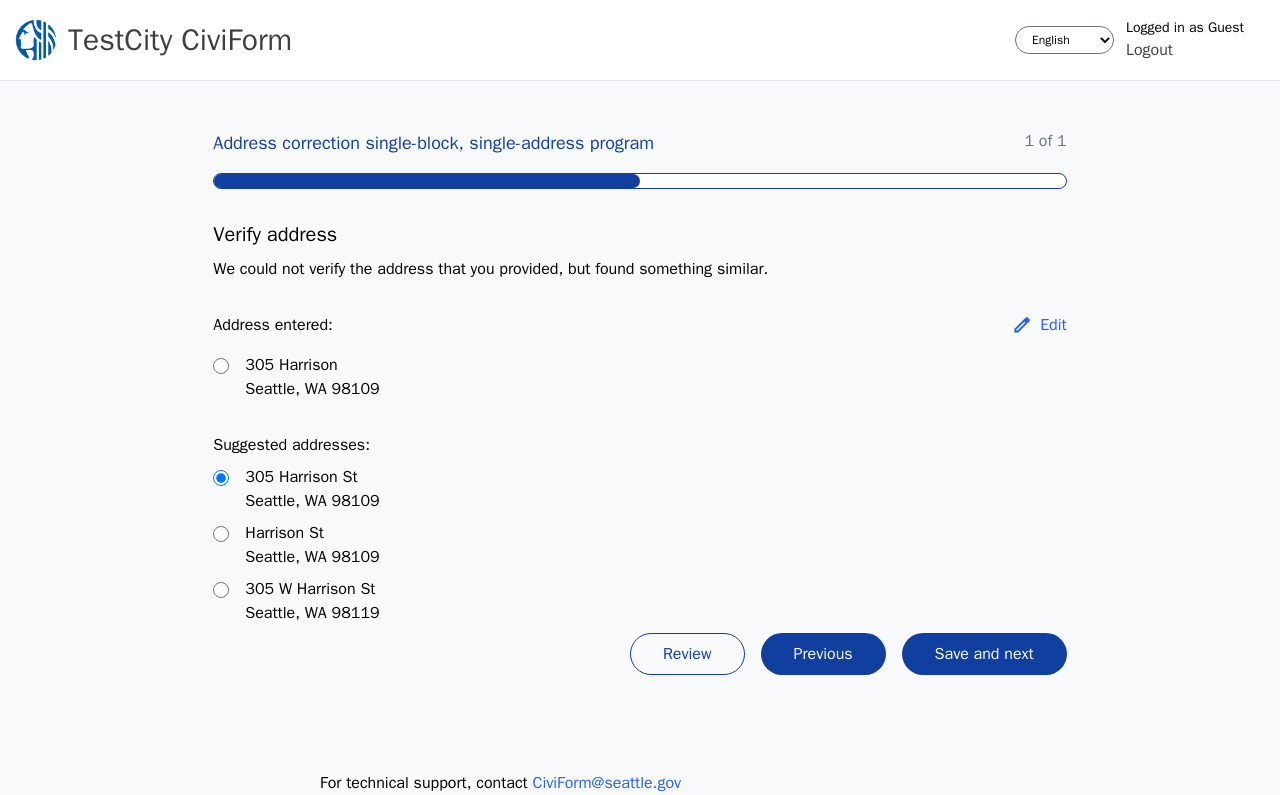 TestCity CiviForm
English
Logged in as Guest
Logout
Address correction single-block, single-address program
1 of 1
Verify address
We could not verify the address that you provided, but found something similar.
Address entered:
Edit
305 Harrison
Seattle, WA 98109
Suggested addresses:
305 Harrison St
Seattle, WA 98109
Harrison St
Seattle, WA 98109
305 W Harrison St
Seattle, WA 98119
Review
Previous
Save and next
For technical support, contact CiviForm@seattle.gov